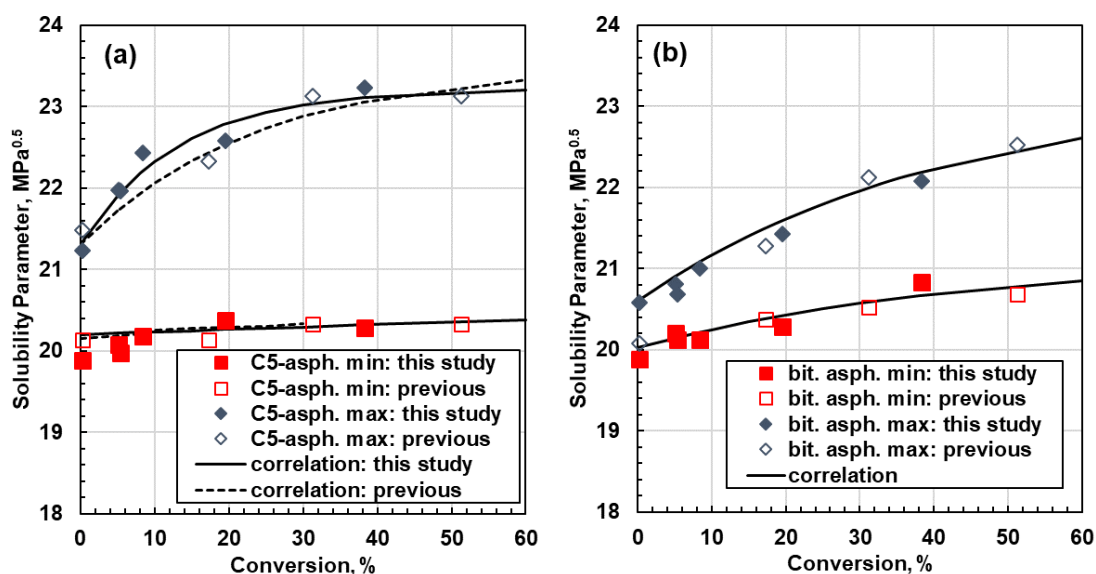 (a)
Solubility Parameter, MPa0.5
24
23
22
21
20
19
18
0
10
20
30
40
50
60
Conversion, %
C5-asph. min: this study
C5-asph. min: previous
C5-asph. max: this study
C5-asph. max: previous
correlation: this study
correlation: previous
(b)
Solubility Parameter, MPa0.5
24
23
22
21
20
19
18
0
10
20
30
40
50
60
Conversion, %
bit. asph. min: this study
bit. asph. min: previous
bit. asph. max: this study
bit. asph. max: previous
correlation